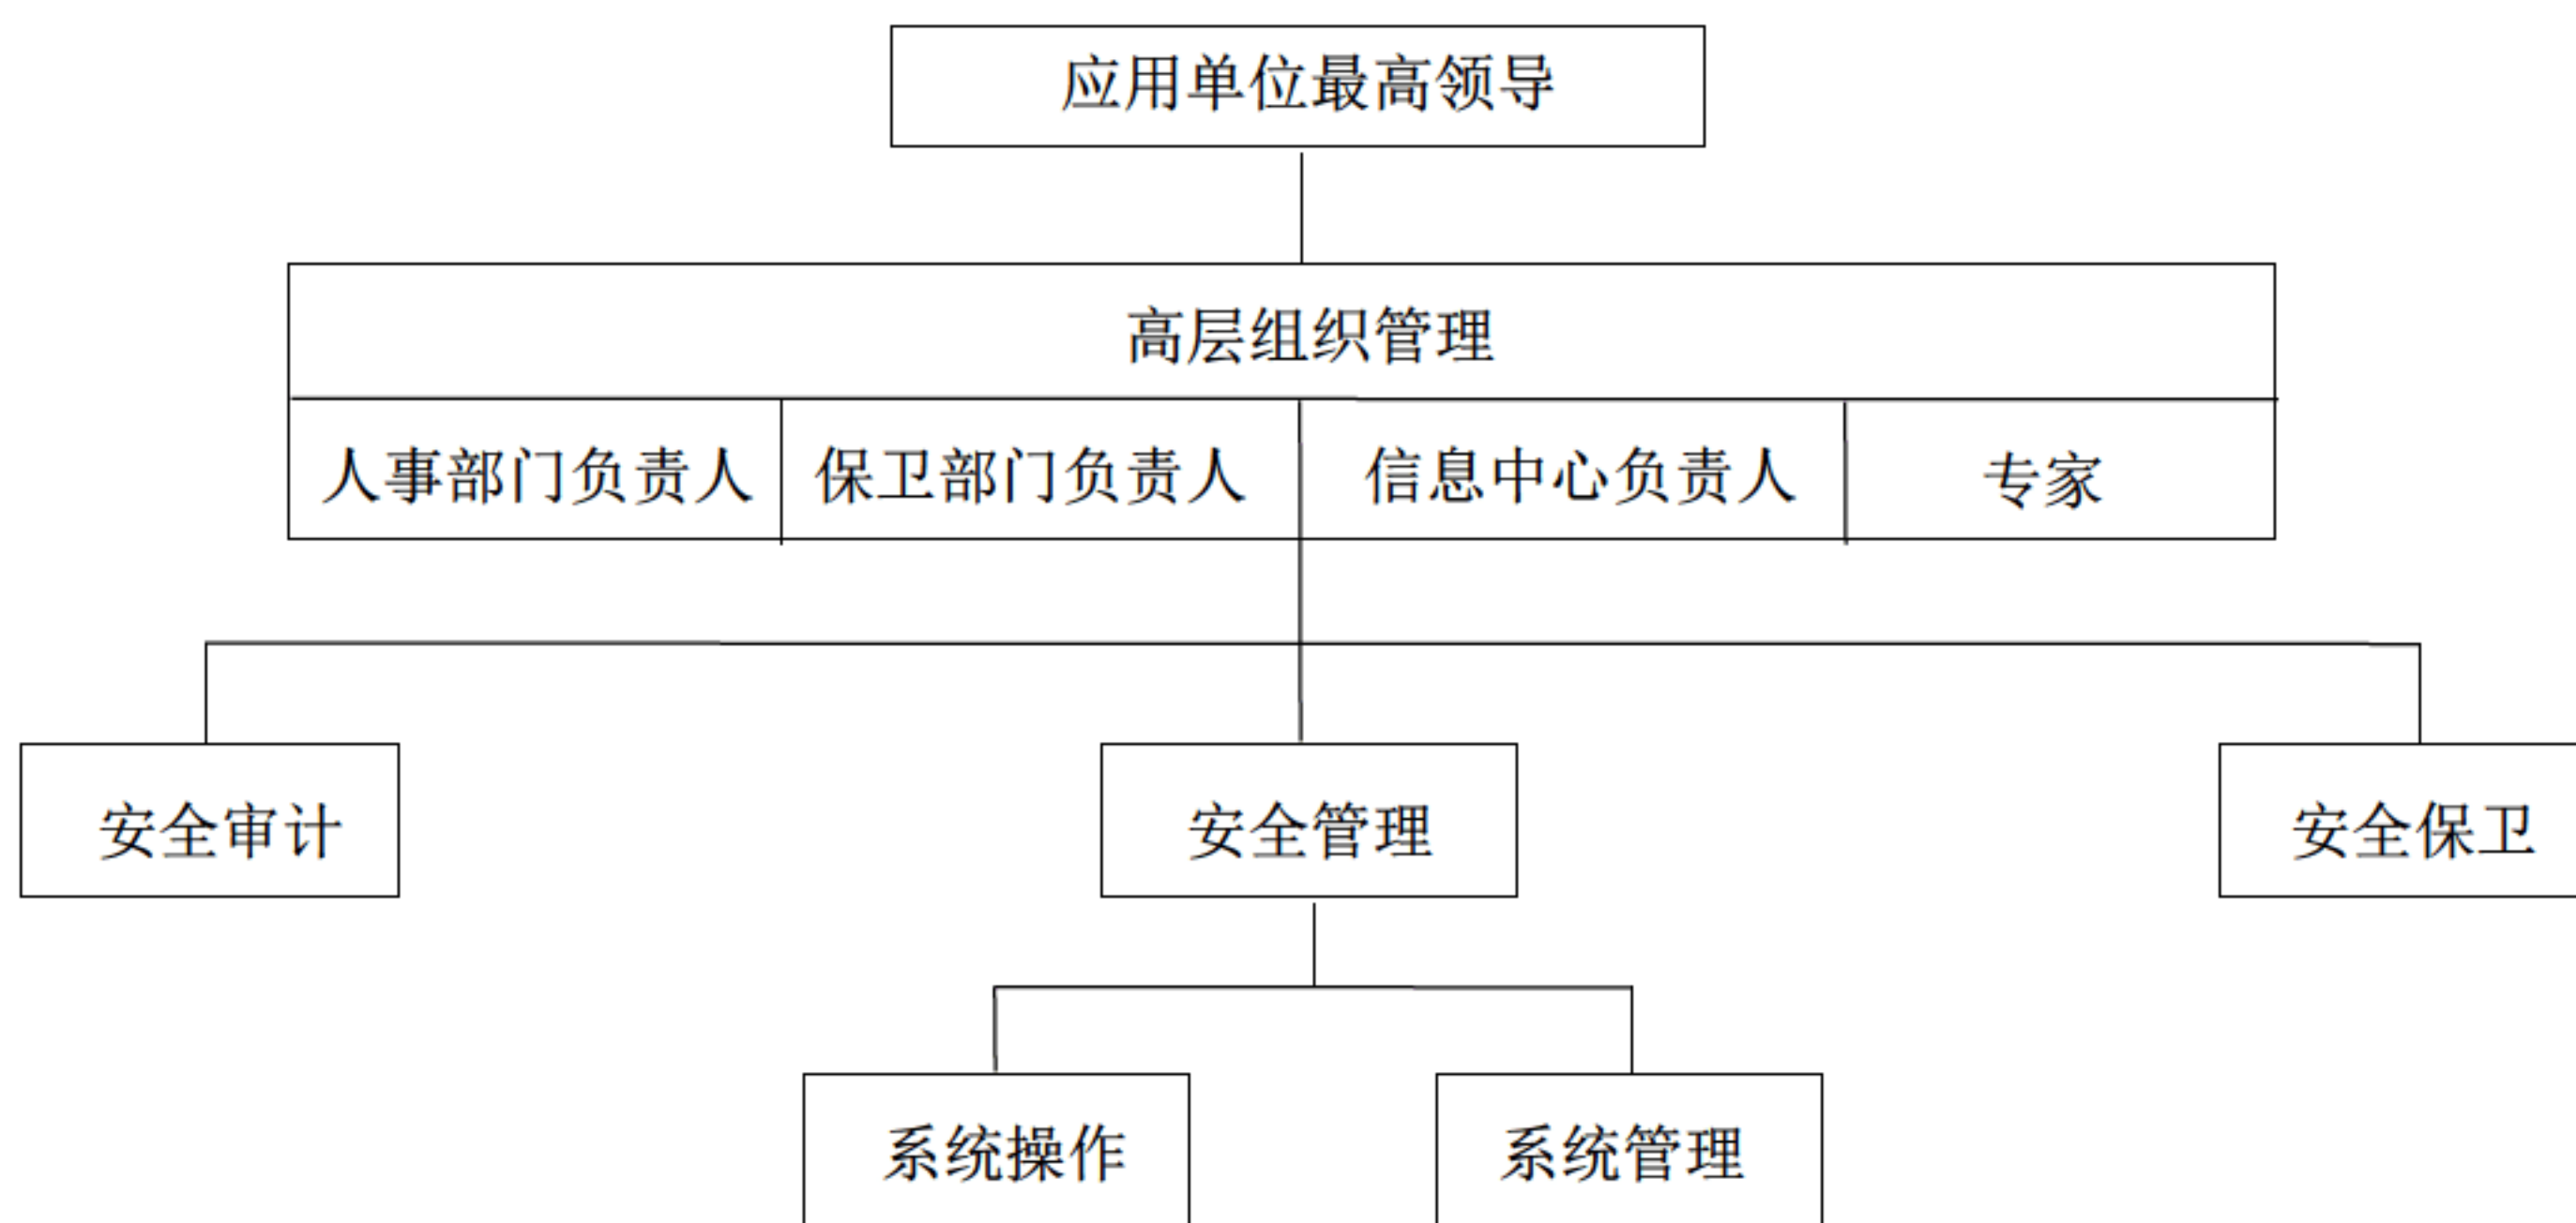 应用单位最高领导
高层组织管理
人事部门负责人 保卫部门负责人 信息中心负责人 专家
安全审计 安全管理 安全保卫
系统操作 系统管理